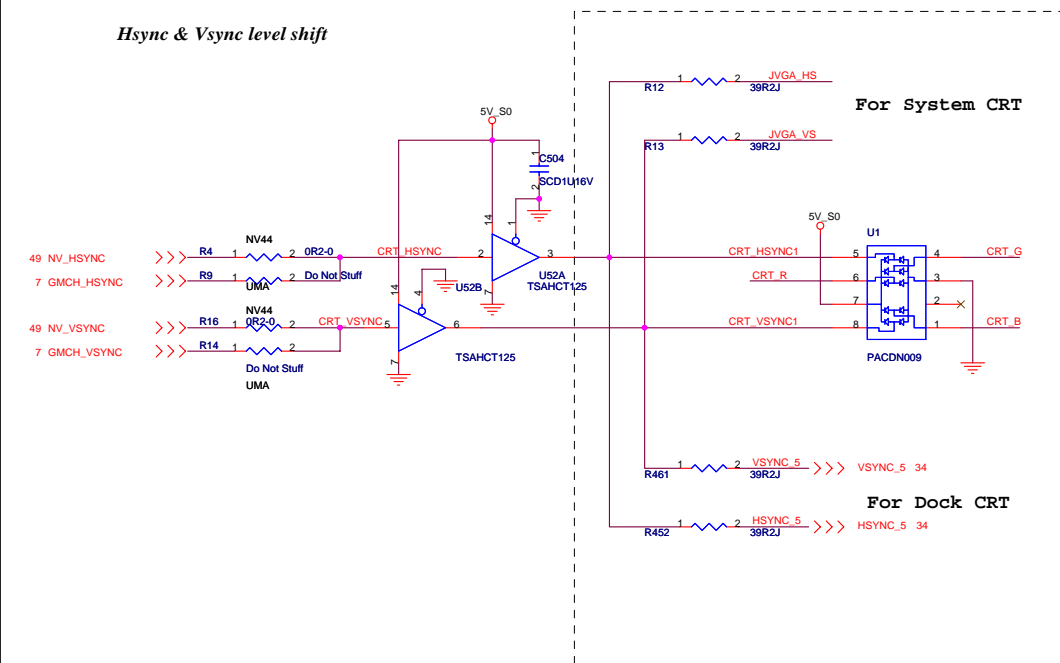 Hsync & Vsync level shift
1 2 JVGA_HS
R12 39R2J
For System CRT
5V_S0
1 2 JVGA_VS
R13 39R2J
1
C504
2
SCD1U16V
5V_S0
U1
14 1
NV44
49 NV_HSYNC R4 1 2 0R2-0 CRT_HSYNC 2 3 CRT_HSYNC1 5 4 CRT_G
7 GMCH_HSYNC R9 1 2 Do Not Stuff CRT_R 6 3
UMA
14 4
U52B
7
U52A
TSAHCT125
7 2
NV44
49 NV_VSYNC R16 1 0R2-0 2 CRT_VSYNC 5 6 CRT_VSYNC1 8 1 CRT_B
7 GMCH_VSYNC R14 1 2
7
TSAHCT125
PACDN009
Do Not Stuff
UMA
1 2 VSYNC_5 VSYNC_5 34
R461 39R2J
For Dock CRT
1 2 HSYNC_5 HSYNC_5 34
R452 39R2J